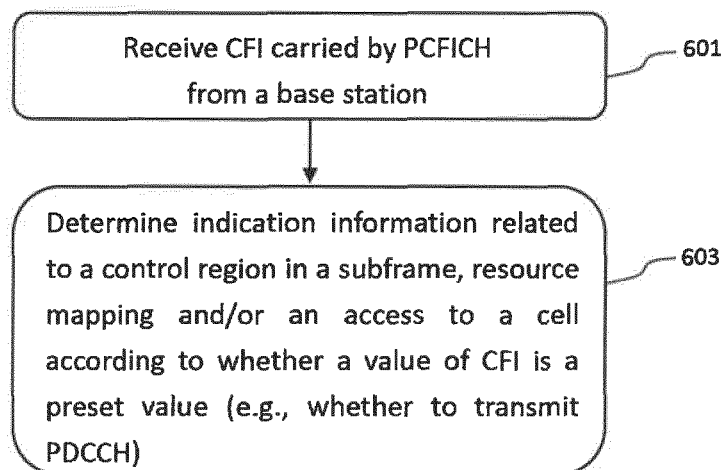 Receive CFI carried by PCFICH
from a base station
601
Determine indication information related
to a control region in a subframe, resource
mapping and/or an access to a cell
according to whether a value of CFI is a
preset value (e.g., whether to transmit
PDCCH)
603